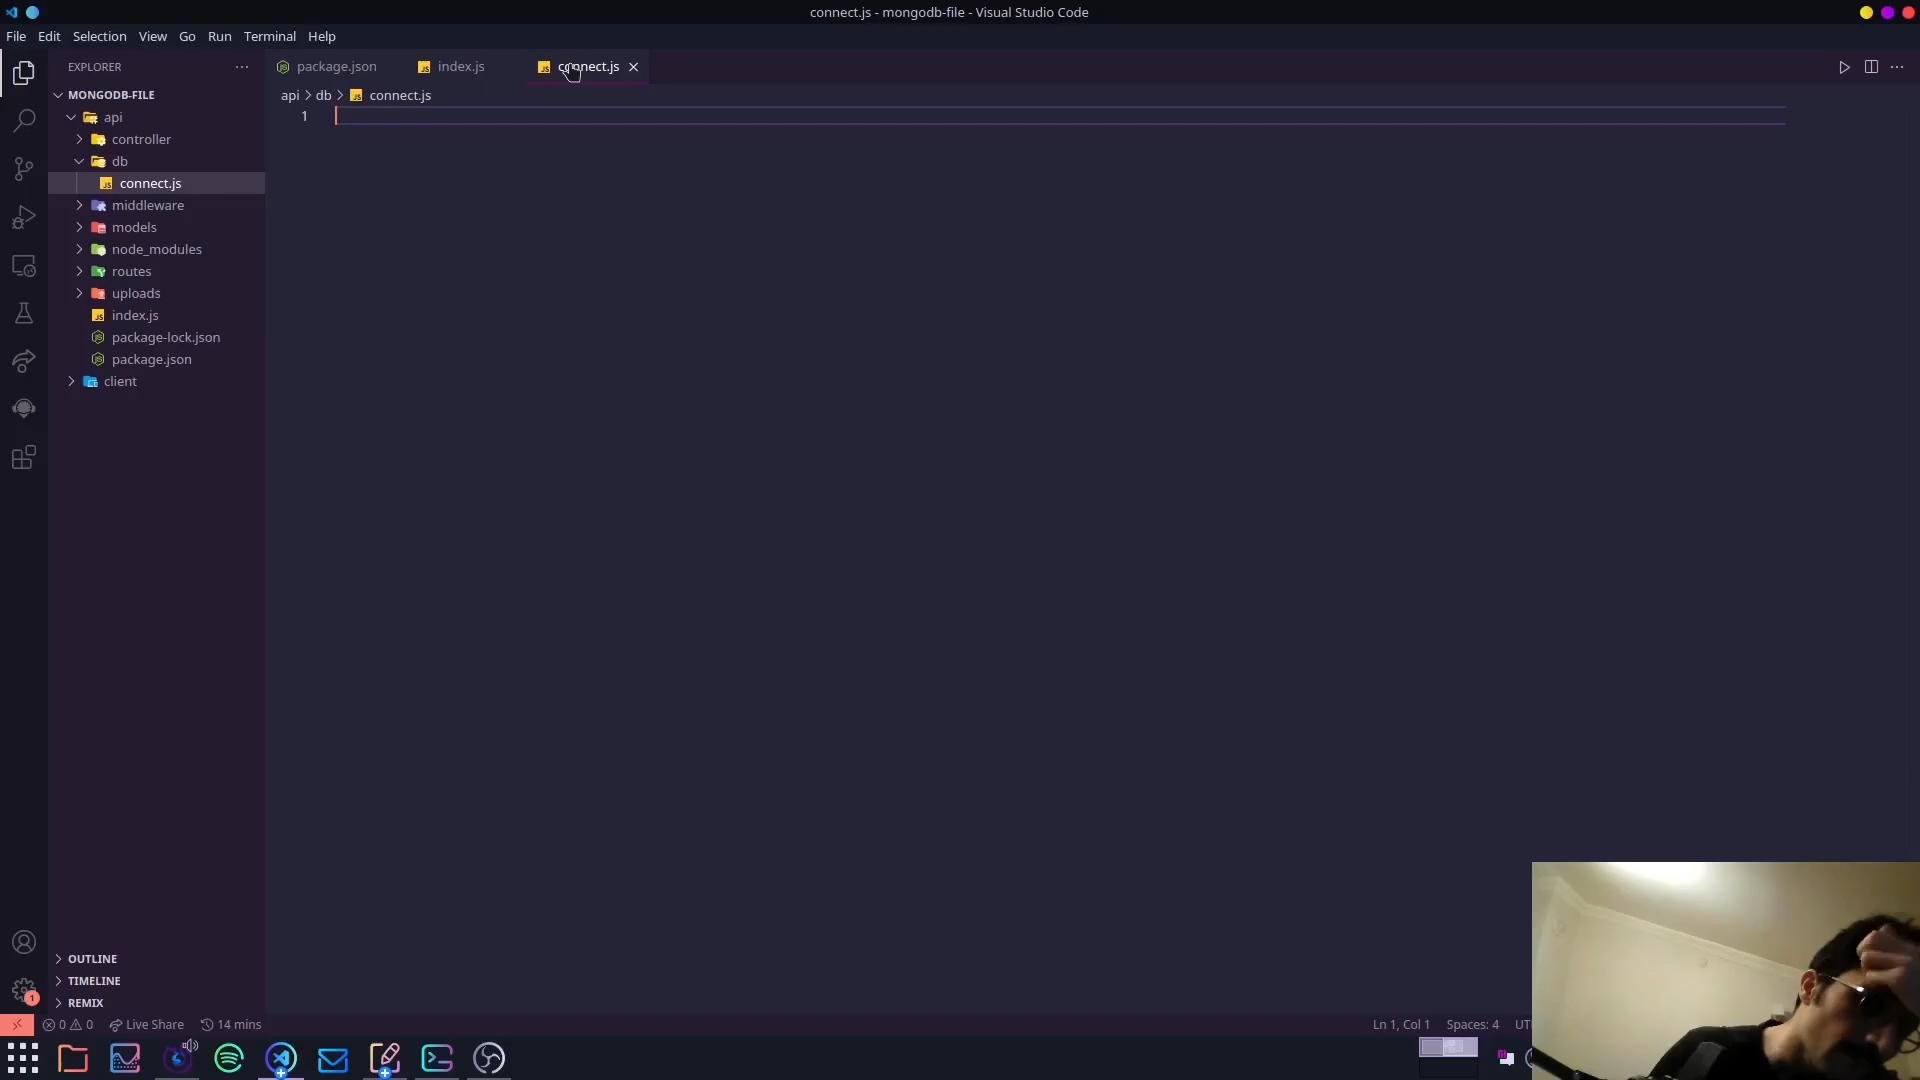 connect.js - mongodb-file - Visual Studio Code
File Edit Selection View Go Run Terminal Help
EXPLORER
package.json
index.js
connect.js
MONGODB-FILE
api
controller
db
connect.js
middleware
models
node_modules
routes
uploads
index.js
package-lock.json
package.json
client
api > db > connect.js
1
OUTLINE
TIMELINE
REMIX
1
0 0 Live Share 14 mins
Ln 1, Col 1 Spaces: 4